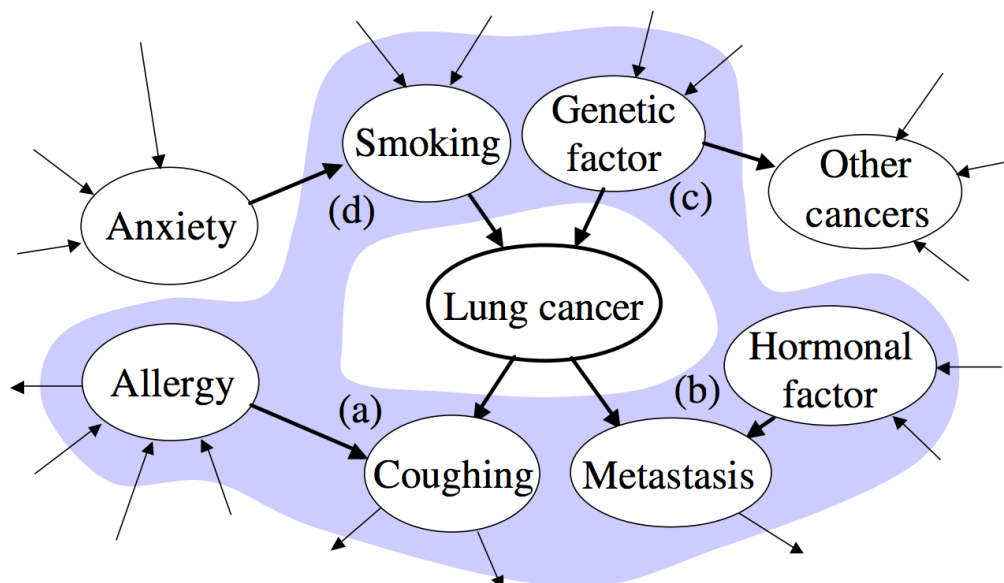 Smoking
Genetic
factor
Other
cancers
(d)
(c)
Anxiety
Lung cancer
Hormonal
factor
Allergy
(a)
(b)
Coughing
Metastasis